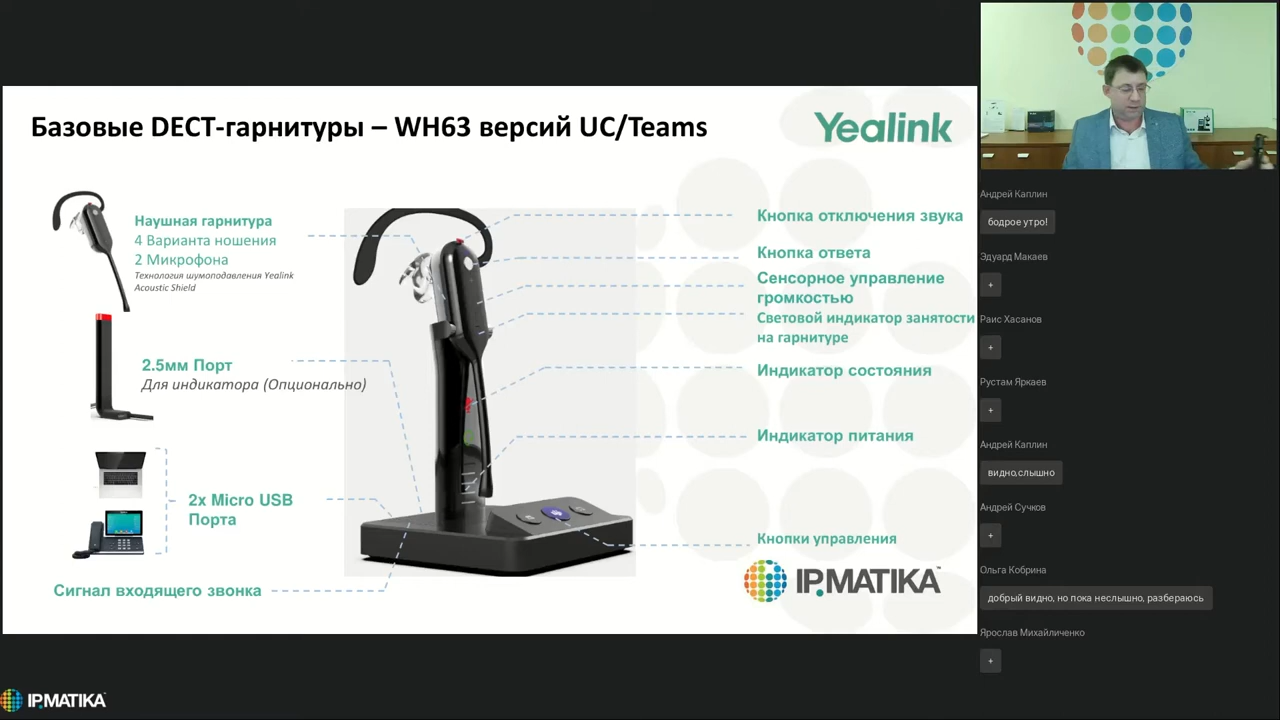 Базовые DECT-гарнитуры – WH63 версий UC/Teams
Yealink
Наушная гарнитура
4 Варианта ношения
2 Микрофона
Технология шумоподавления Yealink
Acoustic Shield
2.5мм Порт
Для индикатора (Опционально)
2x Micro USB
Порта
Сигнал входящего звонка
Кнопка отключения звука
Кнопка ответа
Сенсорное управление
громкостью
Световой индикатор занятости
на гарнитуре
Индикатор состояния
Индикатор питания
Кнопки управления
IPMATIKA
IPMATIKA
Андрей Каплин
бодрое утро!
Эдуард Макаев
+
Раис Хасанов
+
Рустам Яркаев
+
Андрей Каплин
видно,слышно
Андрей Сучков
+
Ольга Кобрина
добрый видно, но пока неслышно, разбераюсь
Ярослав Михайличенко
+